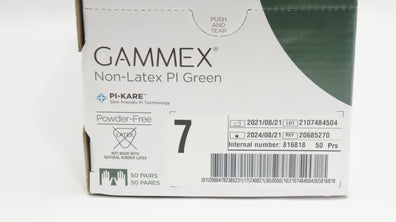 PUSH
AND
TEAR
GAMMEX®
Non-Latex PI Green
PI-KARE™
Skin-friendly PI Technology
Powder-Free
LATEX
NOT MADE WITH
NATURAL RUBBER LATEX
50 PAIRS
50 PARES
7
2021/08/21 LOT 2107484504
2024/08/21 REF 20685270
Internal number: 816818 50 Prs